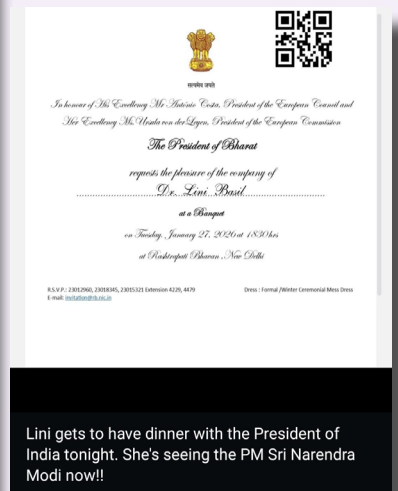 सत्यमेव जयते
In honour of His Excellency Mr António Costa, President of the European Council and
Her Excellency Ms. Ursula von der Leyen, President of the European Commission
The President of Bharat
requests the pleasure of the company of
Dr. Lini Basil
at a Banquet
on Tuesday, January 27, 2026 at 1830 hrs
at Rashtrapati Bhavan, New Delhi
R.S.V.P.: 23012960, 23018345, 23015321 Extension 4229, 4479
Dress : Formal /Winter Ceremonial Mess Dress
E-mail: invitation@rb.nic.in
Lini gets to have dinner with the President of
India tonight. She's seeing the PM Sri Narendra
Modi now!!